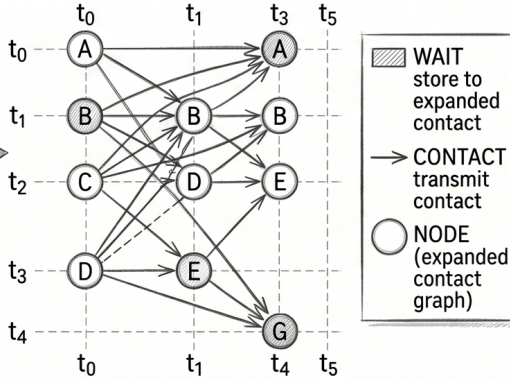 t₀ t₁ t₃ t₅
t₀ A A
t₁ B B B
t₂ C D E
t₃ D E
t₄ G
t₀ t₁ t₄ t₅
WAIT
store to
expanded
contact
CONTACT
transmit
contact
NODE
(expanded
contact
graph)